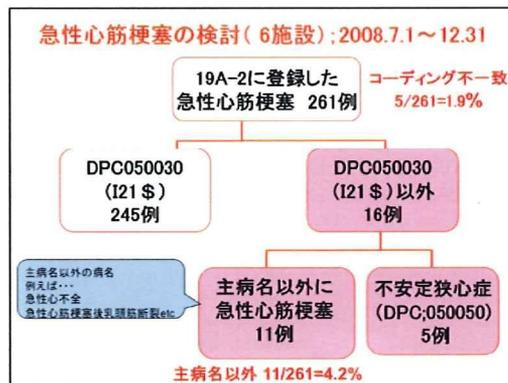 急性心筋梗塞の検討( 6施設) ; 2008.7.1～12.31
19A-2に登録した
急性心筋梗塞 261例
コーディング不一致
5/261=1.9%
DPC050030
(I21＄)
245例
DPC050030
(I21＄)以外
16例
主病名以外の病名
例えば・・・
急性心不全
急性心筋梗塞後乳頭筋断裂etc
主病名以外に
急性心筋梗塞
11例
不安定狭心症
(DPC;050050)
5例
主病名以外 11/261=4.2%